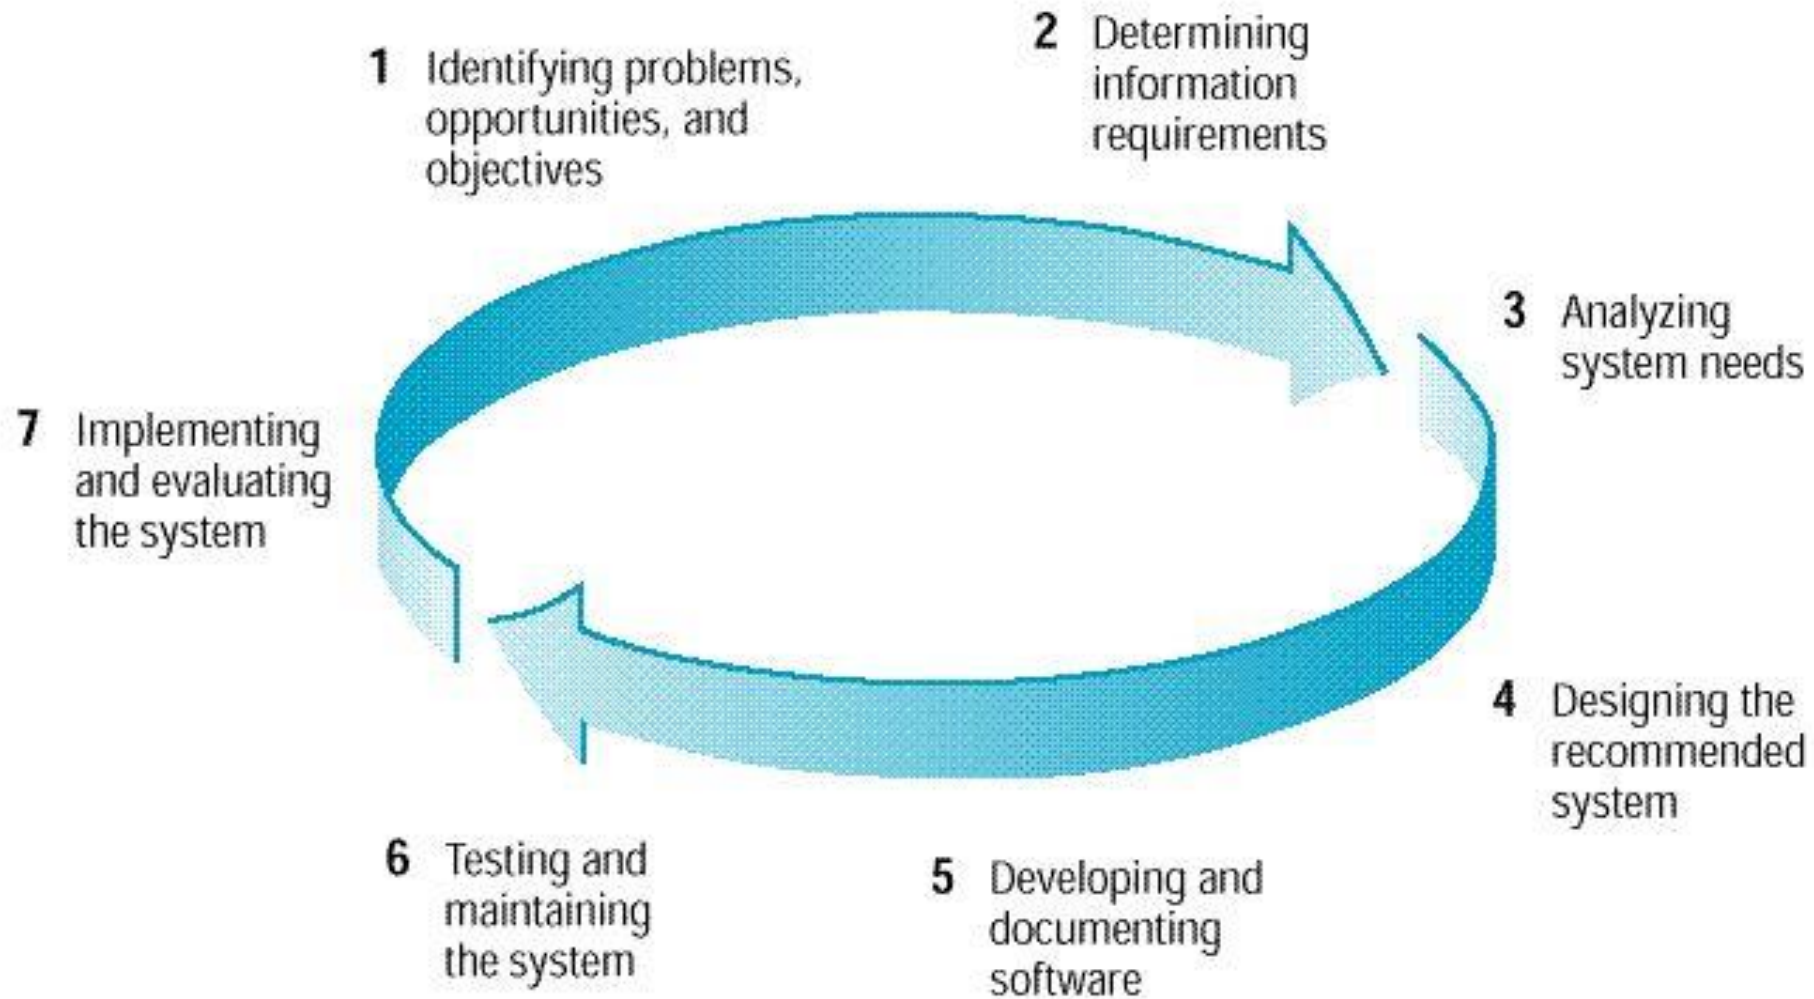 1 Identifying problems,
opportunities, and
objectives
2 Determining
information
requirements
3 Analyzing
system needs
4 Designing the
recommended
system
5 Developing and
documenting
software
6 Testing and
maintaining
the system
7 Implementing
and evaluating
the system